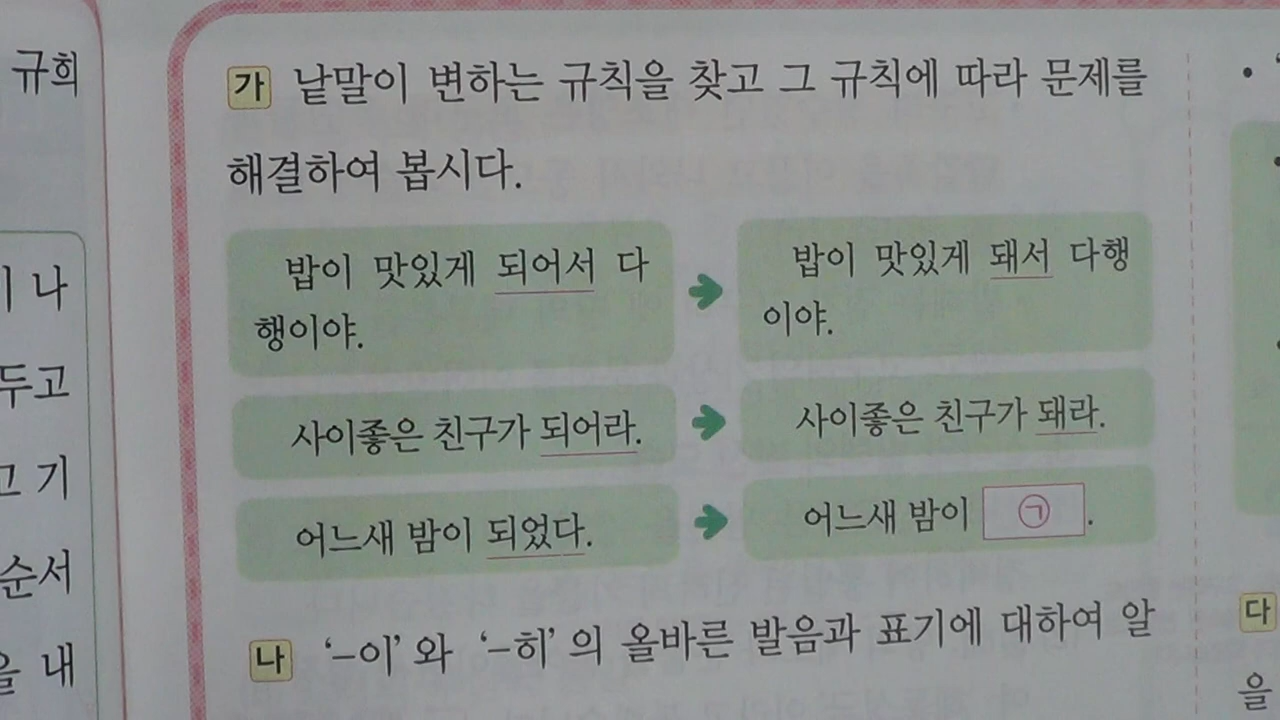 규희
기 나
두고
고 기
순서
을 내
가 낱말이 변하는 규칙을 찾고 그 규칙에 따라 문제를
해결하여 봅시다.
밥이 맛있게 되어서 다
행이야.
밥이 맛있게 돼서 다행
이야.
사이좋은 친구가 되어라.
사이좋은 친구가 돼라.
어느새 밤이 되었다.
어느새 밤이 ㉠.
나 ‘-이’와 ‘-히’의 올바른 발음과 표기에 대하여 알
다
을